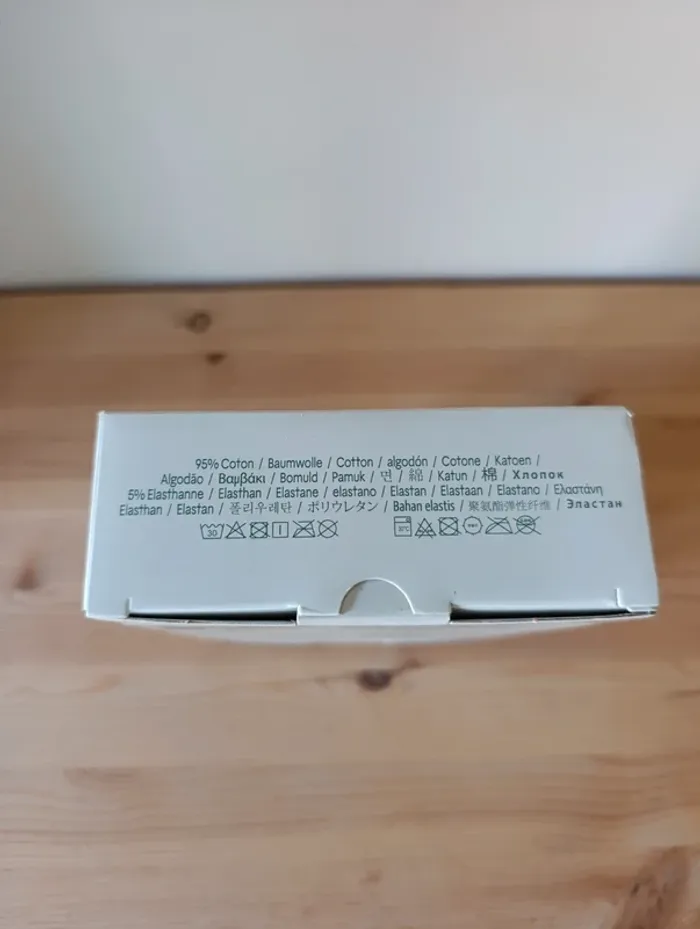 95% Coton / Baumwolle / Cotton / algodón / Cotone / Katoen /
Algodão / Βαμβάκι / Bomuld / Pamuk / 면 / 綿 / Katun / 棉 / Хлопок
5% Elasthanne / Elasthan / Elastane / elastano / Elastan / Elastaan / Elastano / Ελαστάνη
Elasthan / Elastan / 폴리우레탄 / ポリウレタン / Bahan elastis / 聚氨酯弹性纤维 / Эластан
30